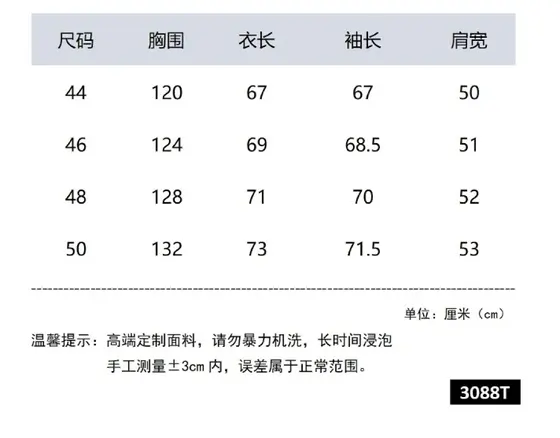 尺码 胸围 衣长 袖长 肩宽
44 120 67 67 50
46 124 69 68.5 51
48 128 71 70 52
50 132 73 71.5 53
单位：厘米（cm）
温馨提示：高端定制面料，请勿暴力机洗，长时间浸泡
手工测量±3cm内，误差属于正常范围。
3088T